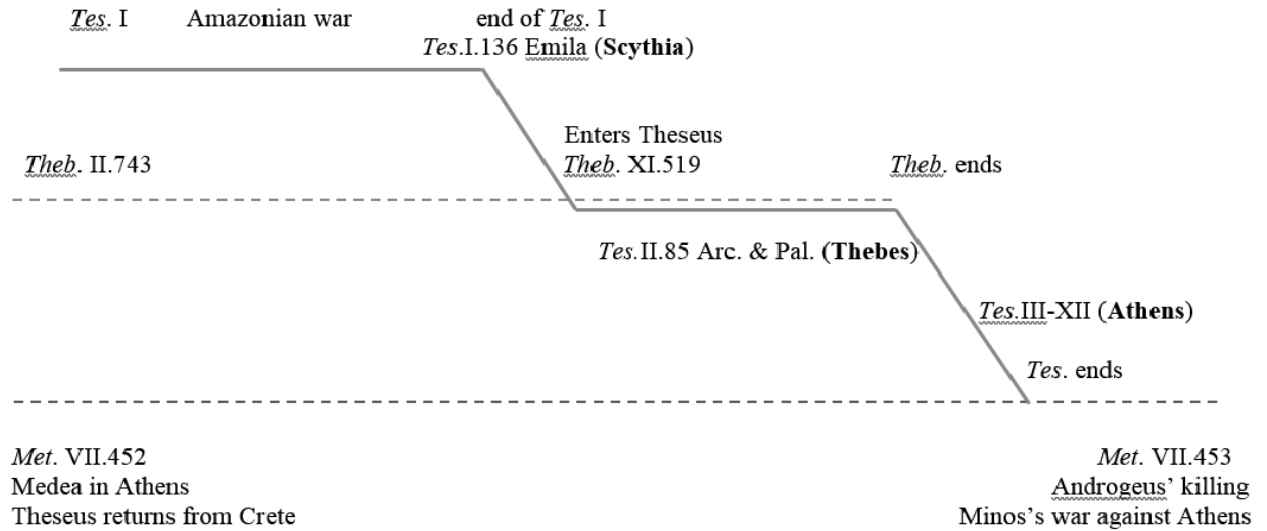 Tes. I Amazonian war end of Tes. I
Tes.I.136 Emila (Scythia)
Enters Theseus
Theb. II.743 Theb. XI.519 Theb. ends
Tes.II.85 Arc. & Pal. (Thebes)
Tes.III-XII (Athens)
Tes. ends
Met. VII.452 Met. VII.453
Medea in Athens Androgeus’ killing
Theseus returns from Crete Minos’s war against Athens